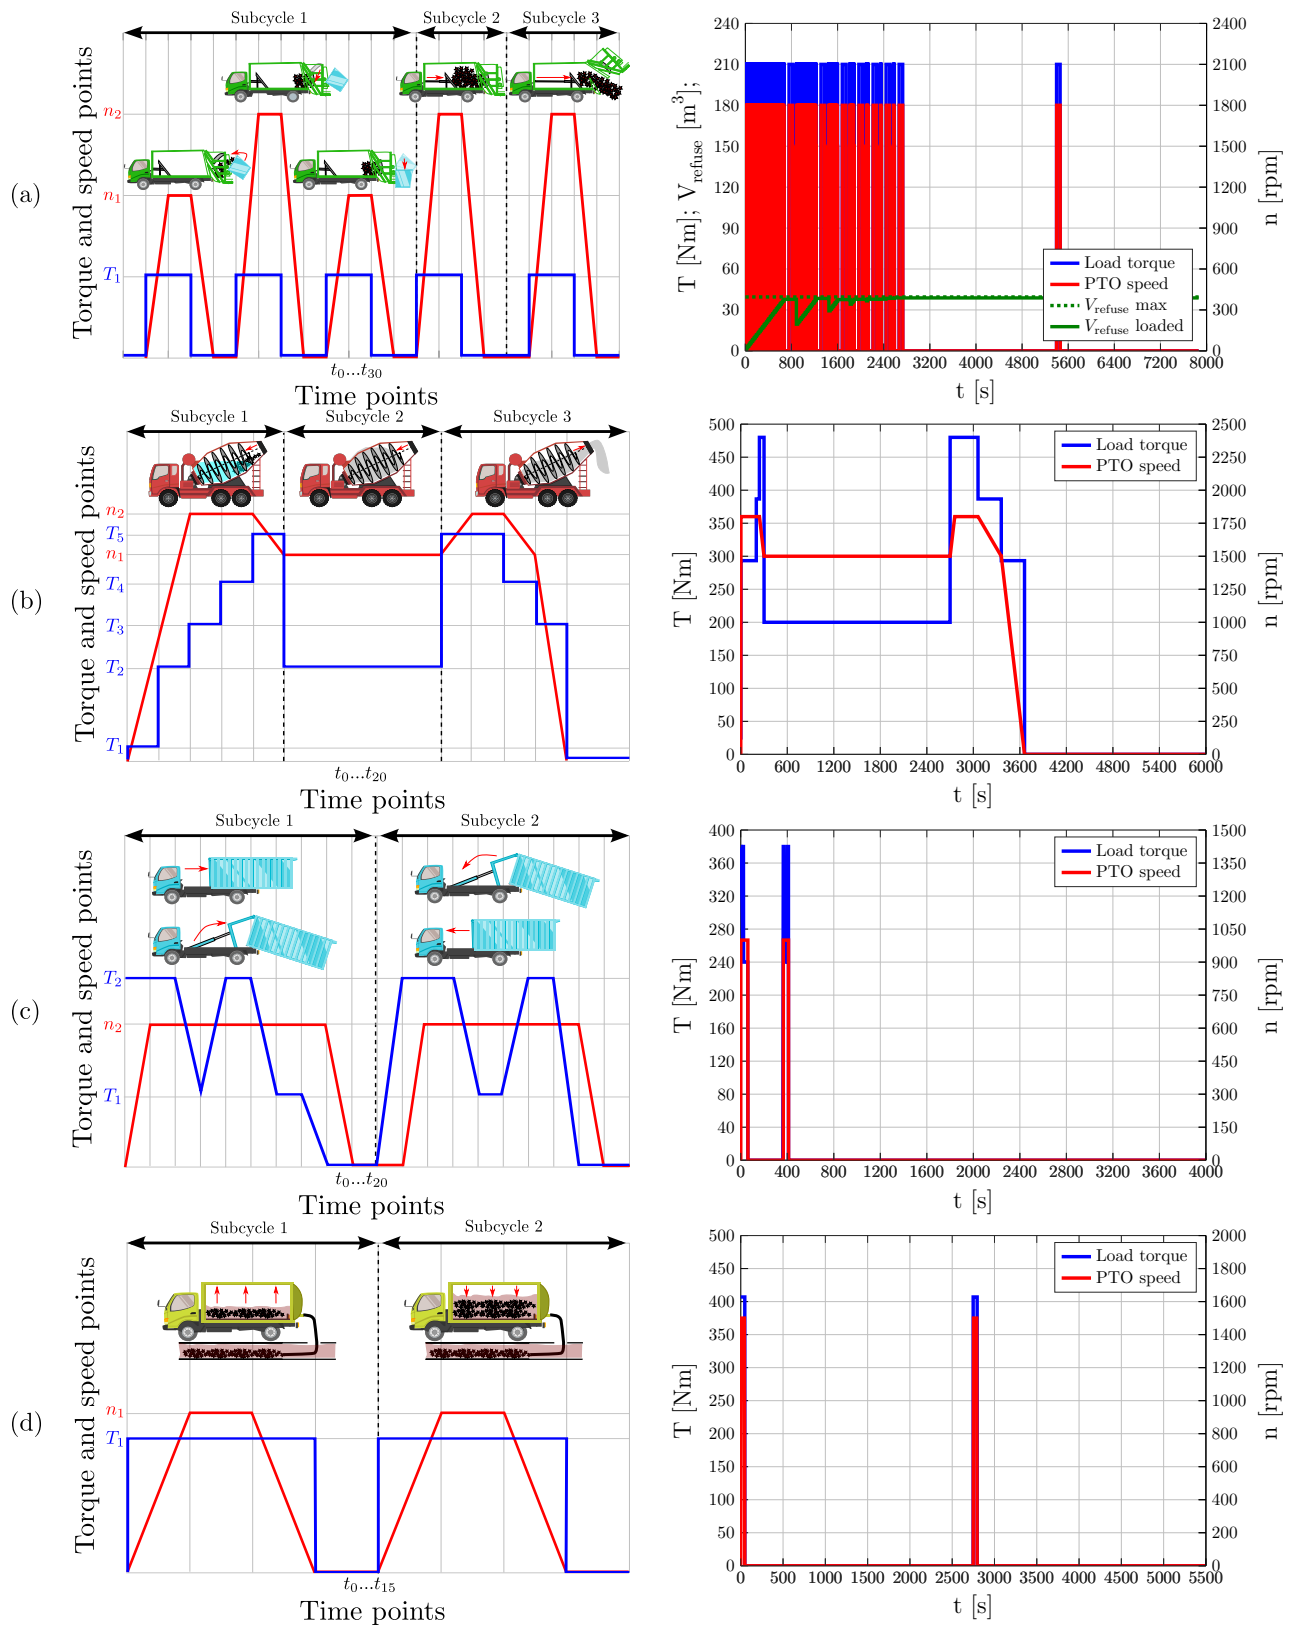 Subcycle 1 Subcycle 2 Subcycle 3
(a)
Torque and speed points
n2
n1
T1
t0...t30
Time points
T [Nm]; Vrefuse [m3];
240 210 180 150 120 90 60 30 0
2400 2100 1800 1500 1200 900 600 300 0
n [rpm]
Load torque
PTO speed
Vrefuse max
Vrefuse loaded
0 800 1600 2400 3200 4000 4800 5600 6400 7200 8000
t [s]
Subcycle 1 Subcycle 2 Subcycle 3
(b)
Torque and speed points
n2
T5
n1
T4
T3
T2
T1
t0...t20
Time points
T [Nm]
500 450 400 350 300 250 200 150 100 50 0
2500 2250 2000 1750 1500 1250 1000 750 500 250 0
n [rpm]
Load torque
PTO speed
0 600 1200 1800 2400 3000 3600 4200 4800 5400 6000
t [s]
Subcycle 1 Subcycle 2
(c)
Torque and speed points
T2
n2
T1
t0...t20
Time points
T [Nm]
400 360 320 280 240 200 160 120 80 40 0
1500 1350 1200 1050 900 750 600 450 300 150 0
n [rpm]
Load torque
PTO speed
0 400 800 1200 1600 2000 2400 2800 3200 3600 4000
t [s]
Subcycle 1 Subcycle 2
(d)
Torque and speed points
n1
T1
t0...t15
Time points
T [Nm]
500 450 400 350 300 250 200 150 100 50 0
2000 1800 1600 1400 1200 1000 800 600 400 200 0
n [rpm]
Load torque
PTO speed
0 500 1000 1500 2000 2500 3000 3500 4000 4500 5000 5500
t [s]